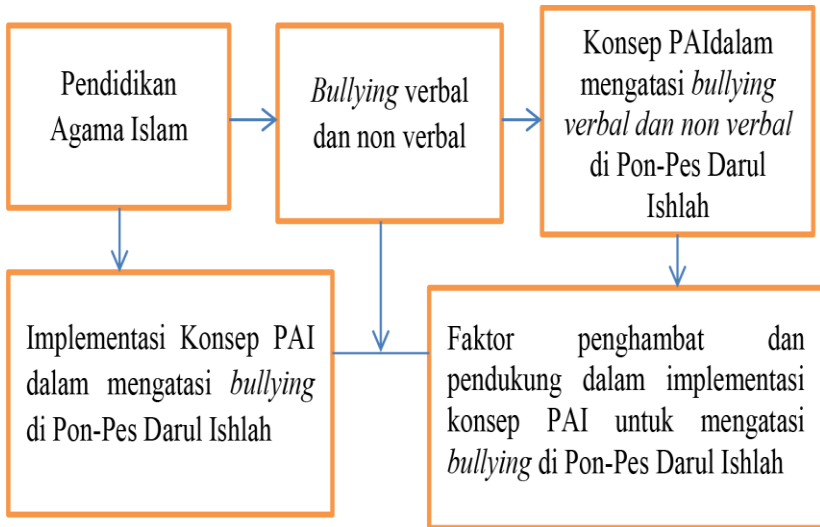 Pendidikan
Agama Islam
Bullying verbal
dan non verbal
Konsep PAIdalam
mengatasi bullying
verbal dan non verbal
di Pon-Pes Darul
Ishlah
Implementasi Konsep PAI
dalam mengatasi bullying
di Pon-Pes Darul Ishlah
Faktor penghambat dan
pendukung dalam implementasi
konsep PAI untuk mengatasi
bullying di Pon-Pes Darul Ishlah